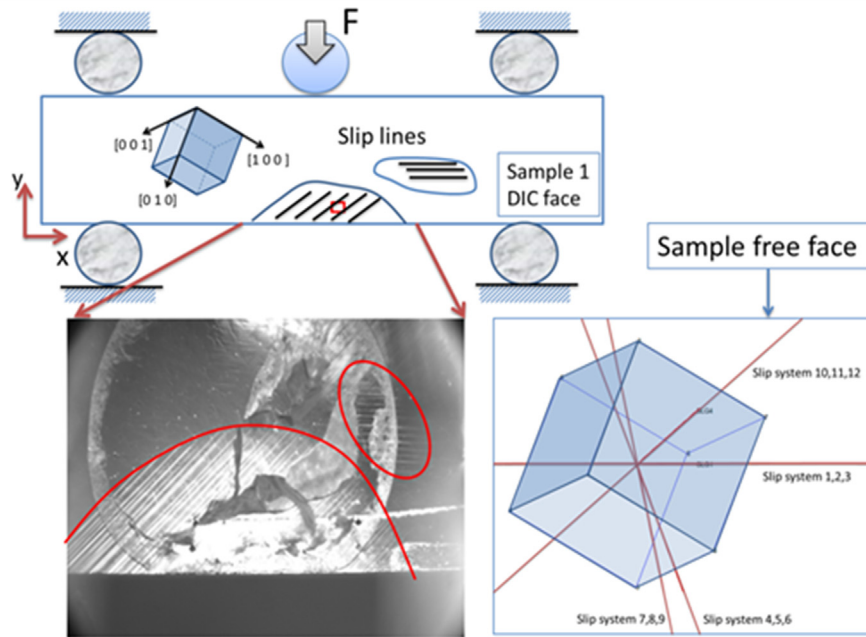 F
Slip lines
[0 0 1]
[1 0 0 ]
[0 1 0]
Sample 1
DIC face
y
x
Sample free face
Slip system 10,11,12
Slip system 1,2,3
Slip system 7,8,9
Slip system 4,5,6